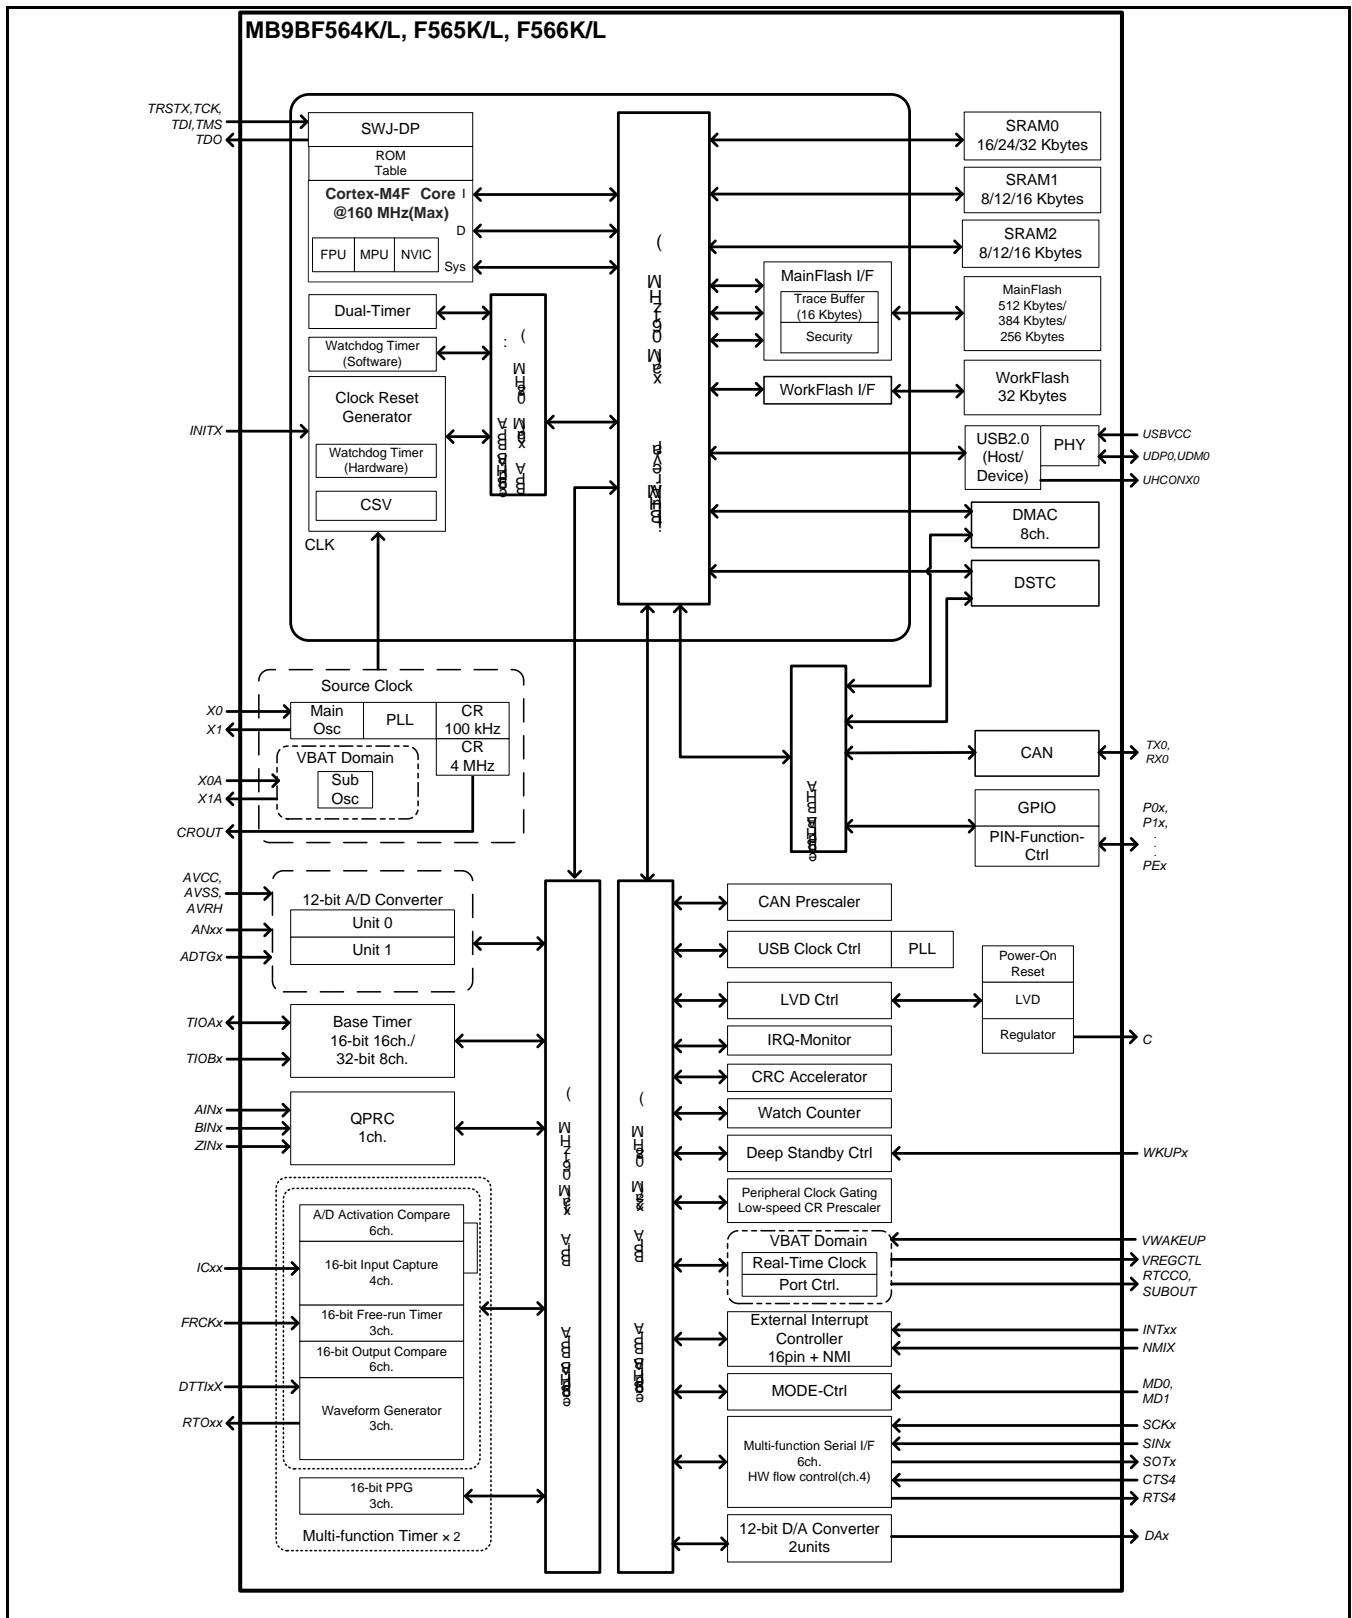 MB9BF564K/L, F565K/L, F566K/L
TRSTX,TCK,
TDI,TMS
TDO
SWJ-DP
ROM
Table
Cortex-M4F Core
@160 MHz(Max)
I
D
Sys
FPU
MPU
NVIC
Dual-Timer
Watchdog Timer
(Software)
Clock Reset
Generator
Watchdog Timer
(Hardware)
CSV
CLK
INITX
SRAM0
16/24/32 Kbytes
SRAM1
8/12/16 Kbytes
SRAM2
8/12/16 Kbytes
MainFlash I/F
Trace Buffer
(16 Kbytes)
Security
MainFlash
512 Kbytes/
384 Kbytes/
256 Kbytes
WorkFlash I/F
WorkFlash
32 Kbytes
USB2.0
(Host/
Device)
PHY
USBVCC
UDP0,UDM0
UHCONX0
DMAC
8ch.
DSTC
Source Clock
X0
X1
Main
Osc
PLL
CR
100 kHz
CR
4 MHz
VBAT Domain
Sub
Osc
X0A
X1A
CROUT
CAN
TX0,
RX0
GPIO
PIN-Function-
Ctrl
P0x,
P1x,
.
.
PEx
AVCC,
AVSS,
AVRH
ANxx
ADTGx
12-bit A/D Converter
Unit 0
Unit 1
TIOAx
TIOBx
Base Timer
16-bit 16ch./
32-bit 8ch.
AINx
BINx
ZINx
QPRC
1ch.
A/D Activation Compare
6ch.
16-bit Input Capture
4ch.
16-bit Free-run Timer
3ch.
16-bit Output Compare
6ch.
Waveform Generator
3ch.
16-bit PPG
3ch.
Multi-function Timer × 2
ICxx
FRCKx
DTTIxX
RTOxx
CAN Prescaler
USB Clock Ctrl
PLL
LVD Ctrl
Power-On
Reset
LVD
Regulator
C
IRQ-Monitor
CRC Accelerator
Watch Counter
Deep Standby Ctrl
WKUPx
Peripheral Clock Gating
Low-speed CR Prescaler
VBAT Domain
Real-Time Clock
Port Ctrl.
VWAKEUP
VREGCTL
RTCCO,
SUBOUT
External Interrupt
Controller
16pin + NMI
INTxx
NMIX
MODE-Ctrl
MD0,
MD1
Multi-function Serial I/F
6ch.
HW flow control(ch.4)
SCKx
SINx
SOTx
CTS4
RTS4
12-bit D/A Converter
2units
DAx